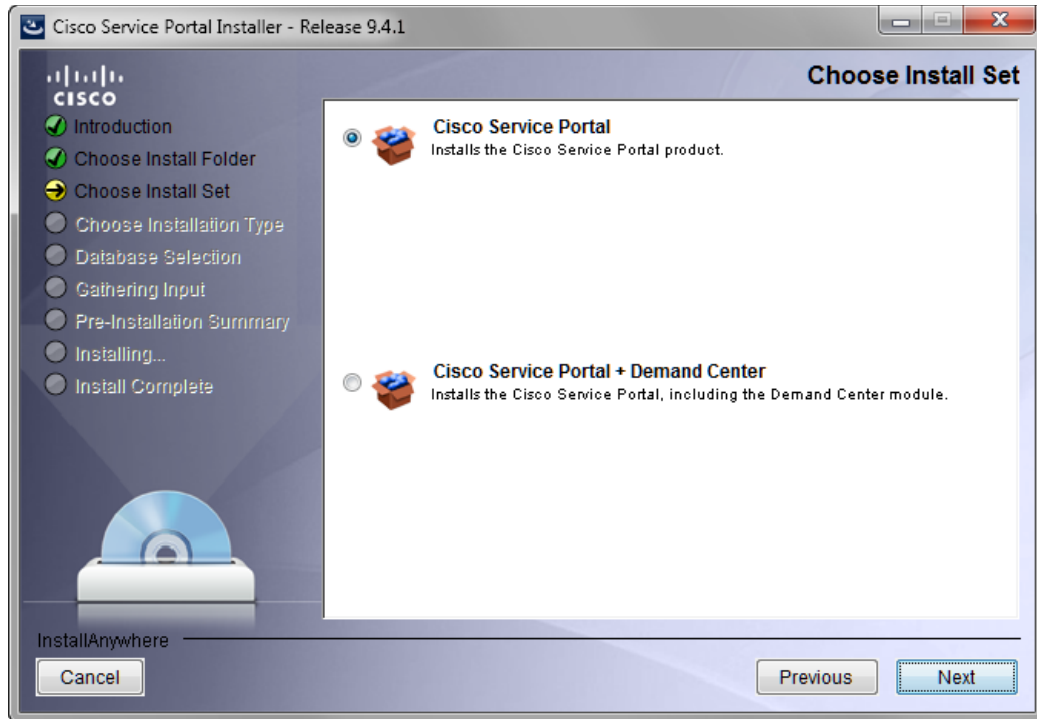 Cisco Service Portal Installer - Release 9.4.1
CISCO
Choose Install Set
Introduction
Choose Install Folder
Choose Install Set
Choose Installation Type
Database Selection
Gathering Input
Pre-Installation Summary
Installing...
Install Complete
Cisco Service Portal
Installs the Cisco Service Portal product.
Cisco Service Portal + Demand Center
Installs the Cisco Service Portal, including the Demand Center module.
InstallAnywhere
Cancel
Previous
Next